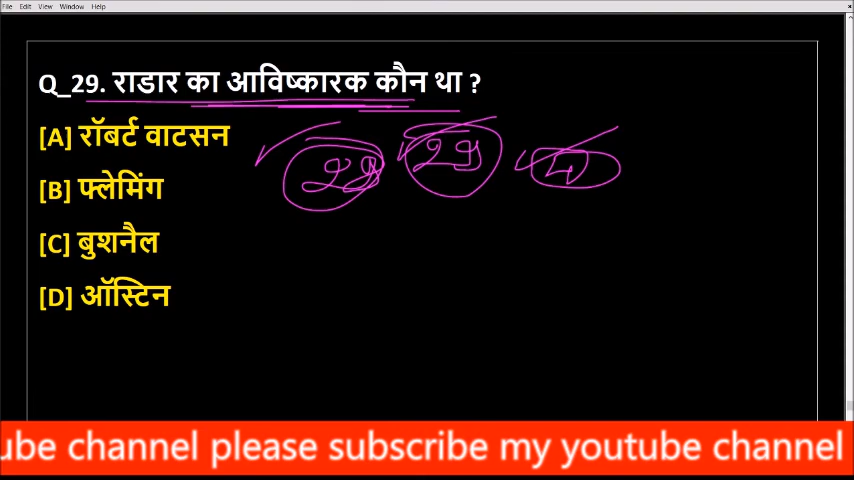 File Edit View Window Help
Q_29. राडार का आविष्कारक कौन था ?
[A] रॉबर्ट वाटसन
[B] फ्लेमिंग
[C] बुशनैल
[D] ऑस्टिन
ube channel please subscribe my youtube channel